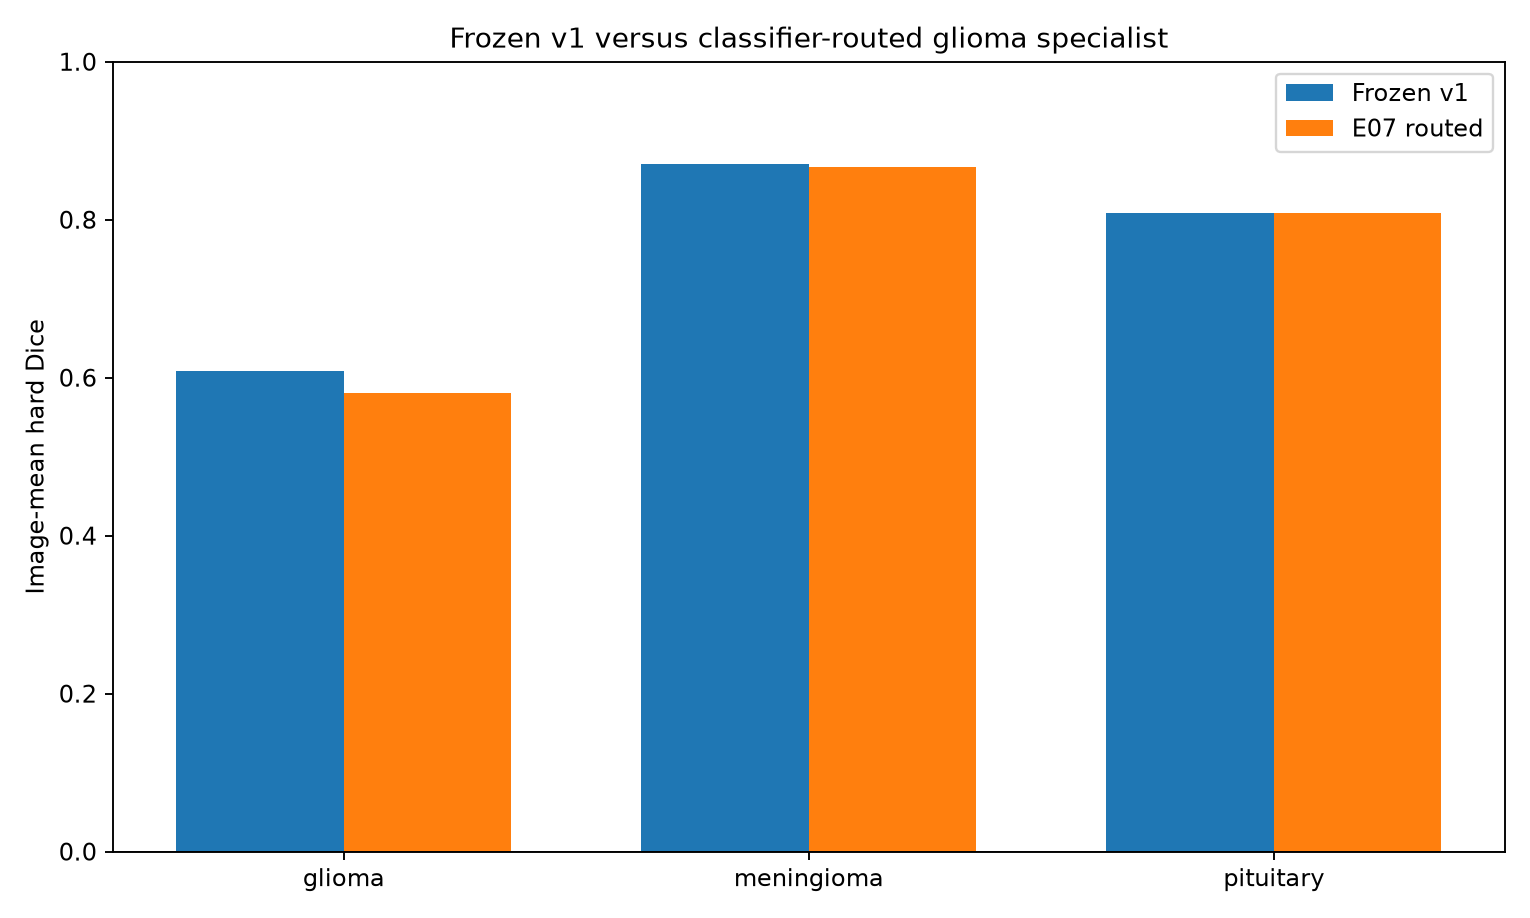 Frozen v1 versus classifier-routed glioma specialist
1.0
0.8
0.6
0.4
0.2
0.0
Image-mean hard Dice
Frozen v1
E07 routed
glioma
meningioma
pituitary